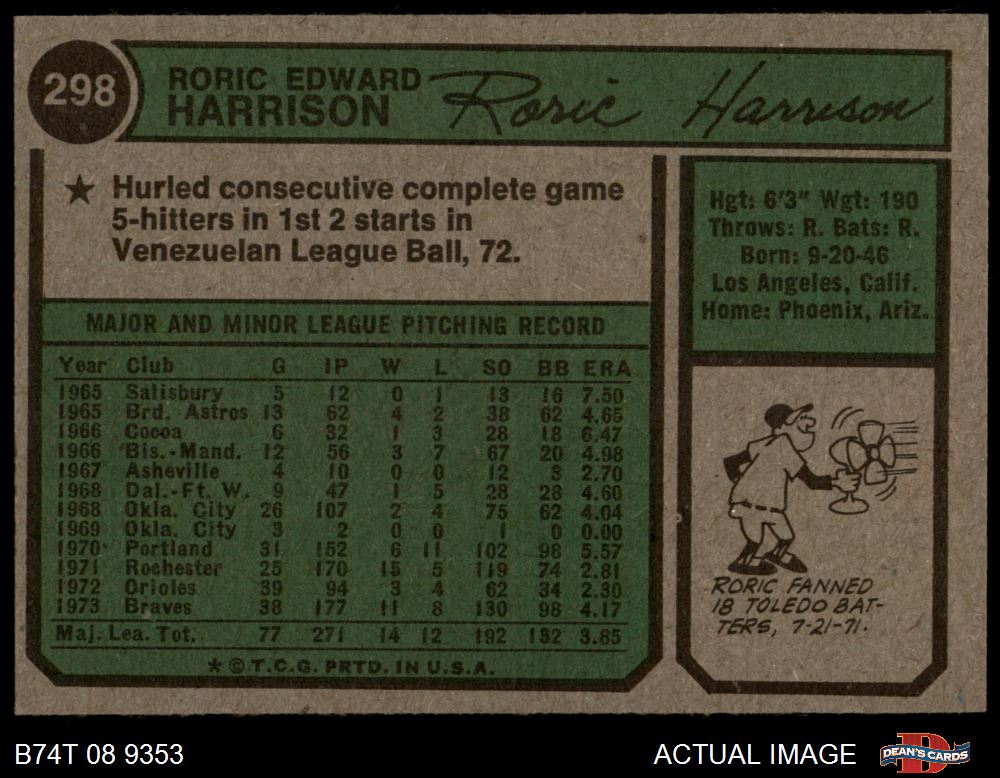 298
RORIC EDWARD
HARRISON
Roric Harrison
★ Hurled consecutive complete game
5-hitters in 1st 2 starts in
Venezuelan League Ball, 72.
Hgt: 6'3" Wgt: 190
Throws: R. Bats: R.
Born: 9-20-46
Los Angeles, Calif.
Home: Phoenix, Ariz.
MAJOR AND MINOR LEAGUE PITCHING RECORD
Year Club G IP W L SO BB ERA
1965 Salisbury 5 12 0 1 13 16 7.50
1965 Brd. Astros 13 62 4 2 38 62 4.65
1966 Cocoa 6 32 1 3 28 18 6.47
1966 Bis.-Mand. 12 56 3 7 67 20 4.98
1967 Asheville 4 10 0 0 12 3 2.70
1968 Dal.-Ft. W. 9 47 1 5 28 28 4.60
1968 Okla. City 26 107 2 4 75 62 4.04
1969 Okla. City 3 2 0 0 1 0 0.00
1970 Portland 31 152 6 11 102 98 5.57
1971 Rochester 25 170 15 5 119 74 2.81
1972 Orioles 39 94 3 4 62 34 2.30
1973 Braves 38 177 11 8 130 98 4.17
Maj. Lea. Tot. 77 271 14 12 192 132 3.85
* © T.C.G. PRTD. IN U.S.A.
RORIC FANNED
18 TOLEDO BAT-
TERS, 7-21-71.
B74T 08 9353
ACTUAL IMAGE
DEAN'S CARDS